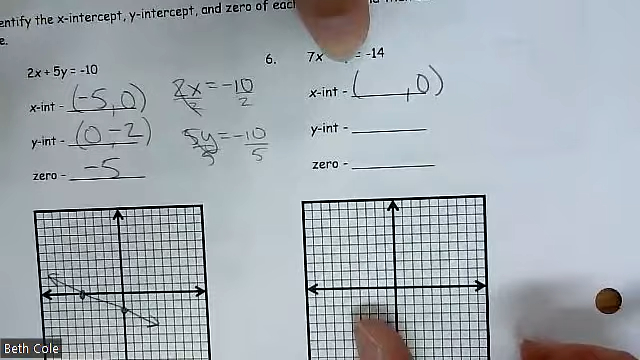 entify the x-intercept, y-intercept, and zero of each
e.
2x + 5y = -10
x-int - (-5, 0)
y-int - (0, -2)
zero - -5
2x = -10
2 2
5y = -10
5 5
6. 7x = -14
x-int - ( , 0)
y-int -
zero -
Beth Cole